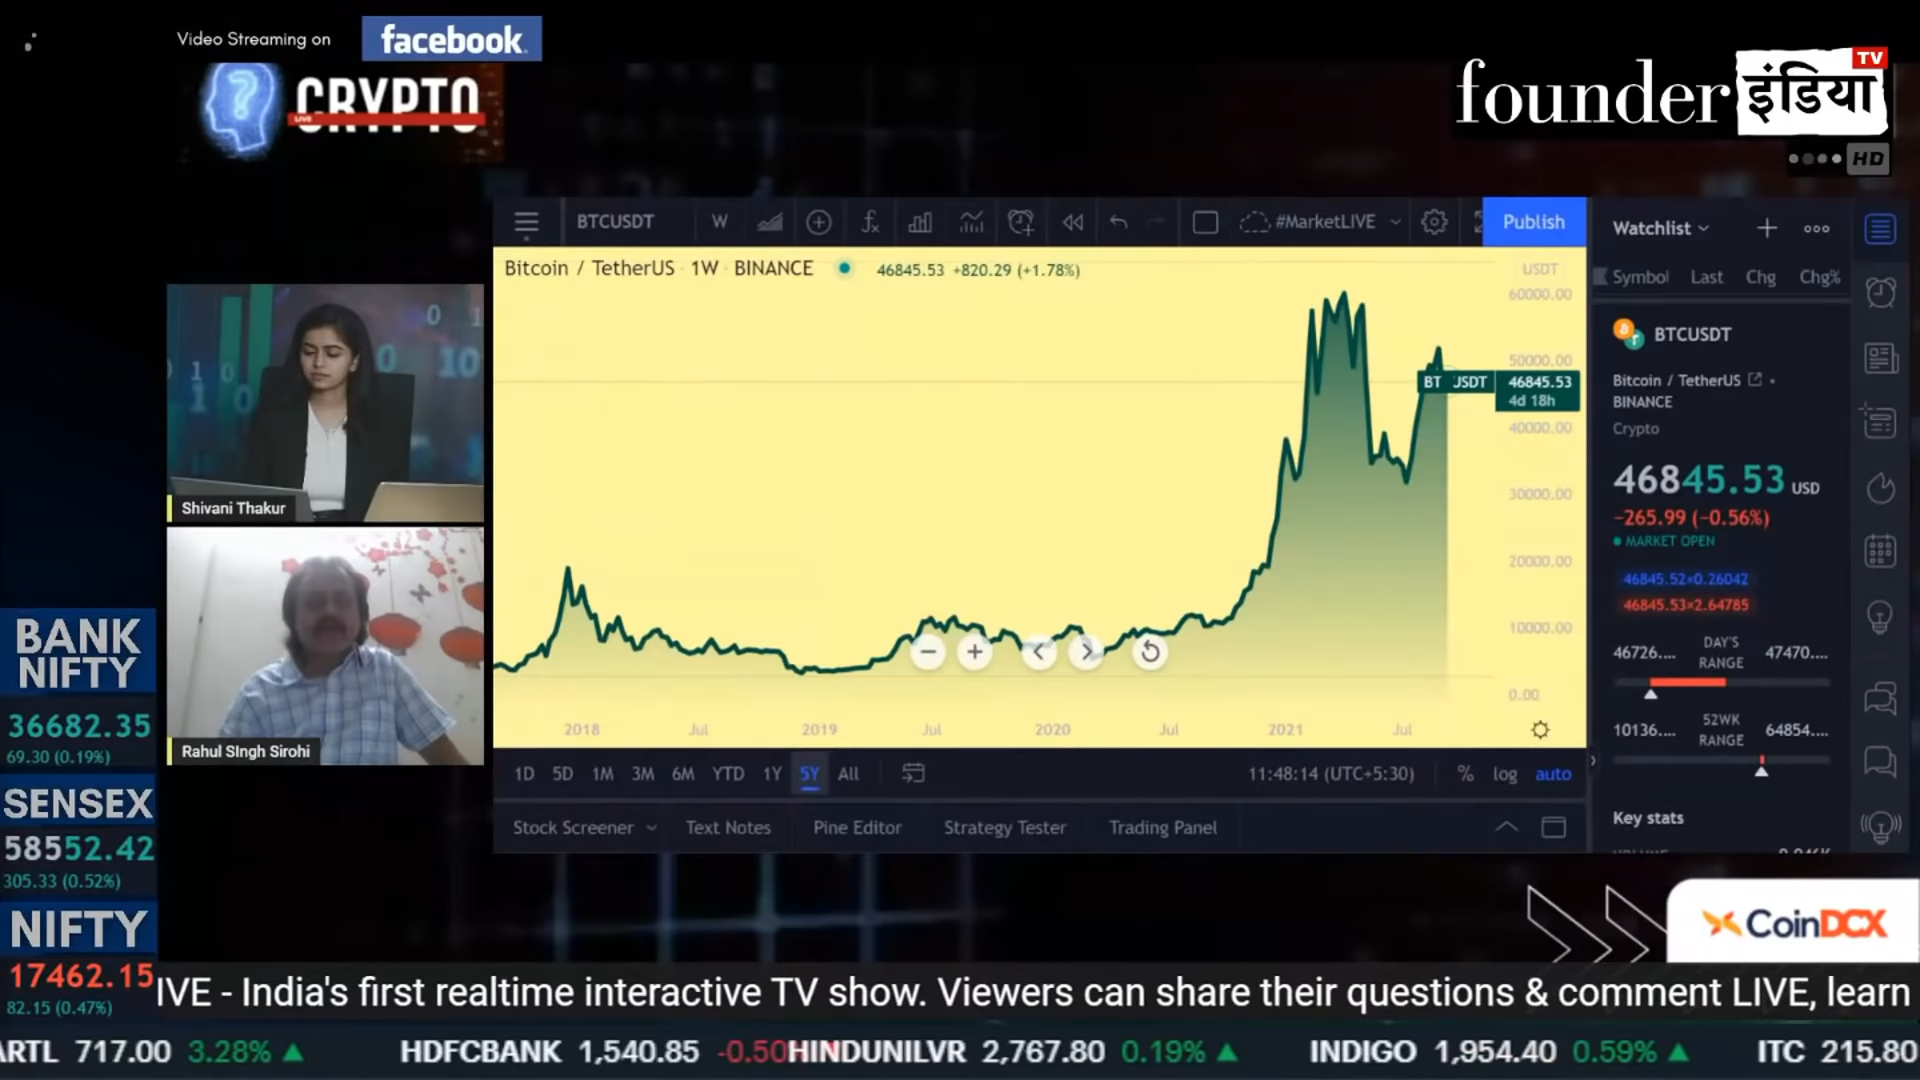 Video Streaming on facebook
CRYPTO
LIVE
founder इंडिया TV
HD
BTCUSDT W #MarketLIVE Publish
Bitcoin / TetherUS · 1W · BINANCE 46845.53 +820.29 (+1.78%)
USDT
60000.00
50000.00
46845.53
4d 18h
40000.00
30000.00
20000.00
10000.00
0.00
2018 Jul 2019 Jul 2020 Jul 2021 Jul
1D 5D 1M 3M 6M YTD 1Y 5Y All 11:48:14 (UTC+5:30) % log auto
Stock Screener Text Notes Pine Editor Strategy Tester Trading Panel
Watchlist
Symbol Last Chg Chg%
BTCUSDT
Bitcoin / TetherUS
BINANCE
Crypto
46845.53 USD
−265.99 (−0.56%)
MARKET OPEN
46845.52×0.26042
46845.53×2.64785
46726.... DAY'S RANGE 47470....
10136.... 52WK RANGE 64854....
Key stats
Shivani Thakur
Rahul SIngh Sirohi
BANK
NIFTY
36682.35
69.30 (0.19%)
SENSEX
58552.42
305.33 (0.52%)
NIFTY
17462.15
82.15 (0.47%)
CoinDCX
IVE - India's first realtime interactive TV show. Viewers can share their questions & comment LIVE, learn
ARTL 717.00 3.28% ▲ HDFCBANK 1,540.85 -0.50 HINDUNILVR 2,767.80 0.19% ▲ INDIGO 1,954.40 0.59% ▲ ITC 215.80